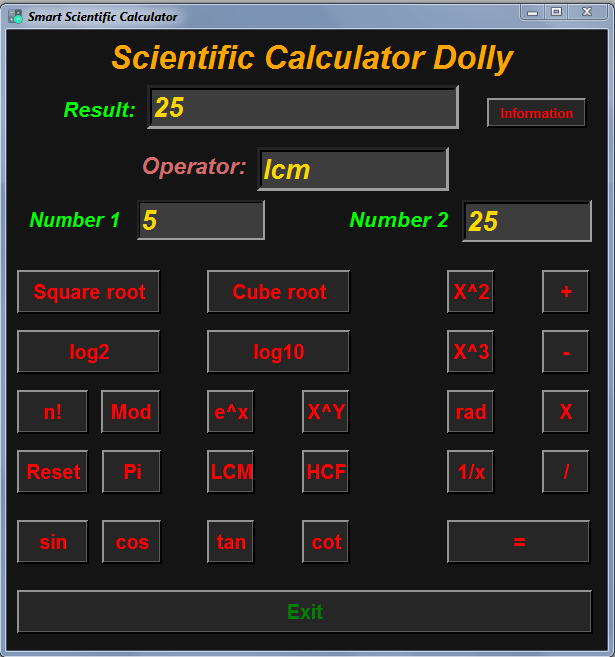 Smart Scientific Calculator
Scientific Calculator Dolly
Result: 25 Information
Operator: lcm
Number 1 5 Number 2 25
Square root Cube root X^2 +
log2 log10 X^3 -
n! Mod e^x X^Y rad X
Reset Pi LCM HCF 1/x /
sin cos tan cot =
Exit